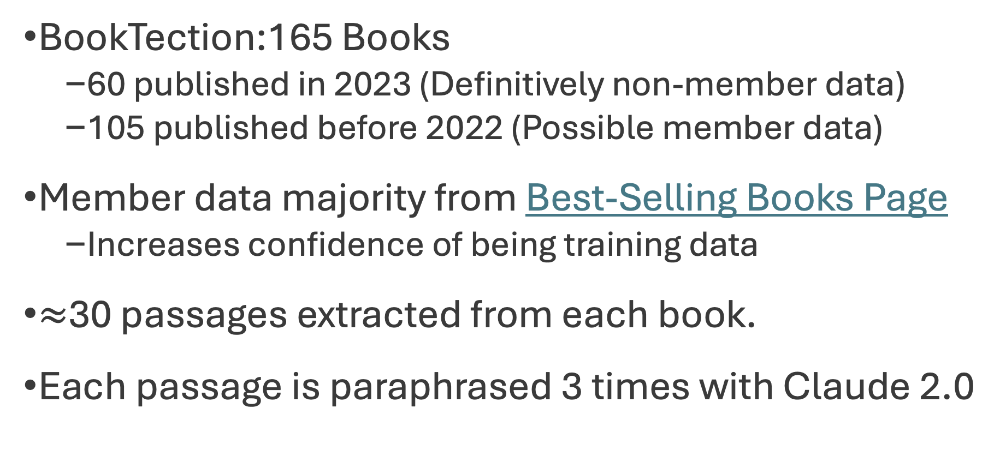 •BookTection:165 Books
–60 published in 2023 (Definitively non-member data)
–105 published before 2022 (Possible member data)
•Member data majority from Best-Selling Books Page
–Increases confidence of being training data
•≈30 passages extracted from each book.
•Each passage is paraphrased 3 times with Claude 2.0